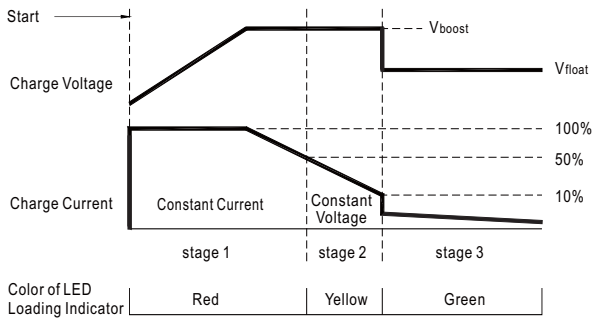 Start
Vboost
Vfloat
Charge Voltage
100%
50%
10%
Charge Current
Constant Current
Constant
Voltage
stage 1
stage 2
stage 3
Color of LED
Loading Indicator
Red
Yellow
Green